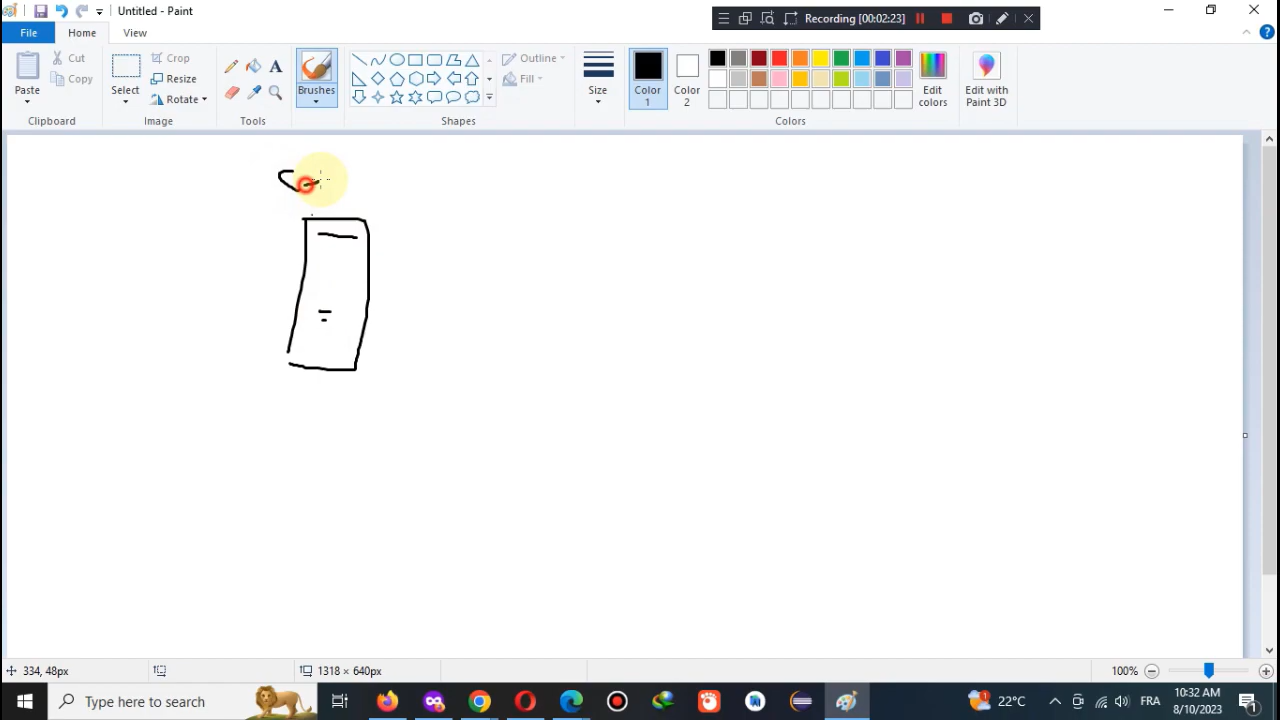 Untitled - Paint
Recording [00:02:23]
File Home View
Paste
Cut
Copy
Clipboard
Select
Crop
Resize
Rotate
Image
A
Tools
Brushes
Outline
Fill
Shapes
Size
Color
1
Color
2
Edit
colors
Edit with
Paint 3D
Colors
334, 48px
1318 × 640px
100%
Type here to search
22°C
FRA
10:32 AM
8/10/2023
1
1